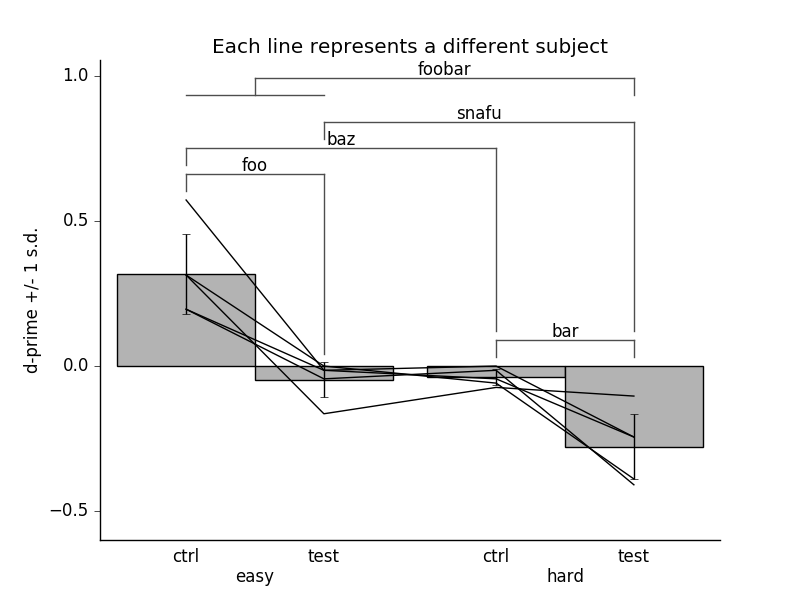 Each line represents a different subject
1.0
foobar
snafu
baz
foo
0.5
d-prime +/- 1 s.d.
bar
0.0
−0.5
ctrl test ctrl test
easy hard